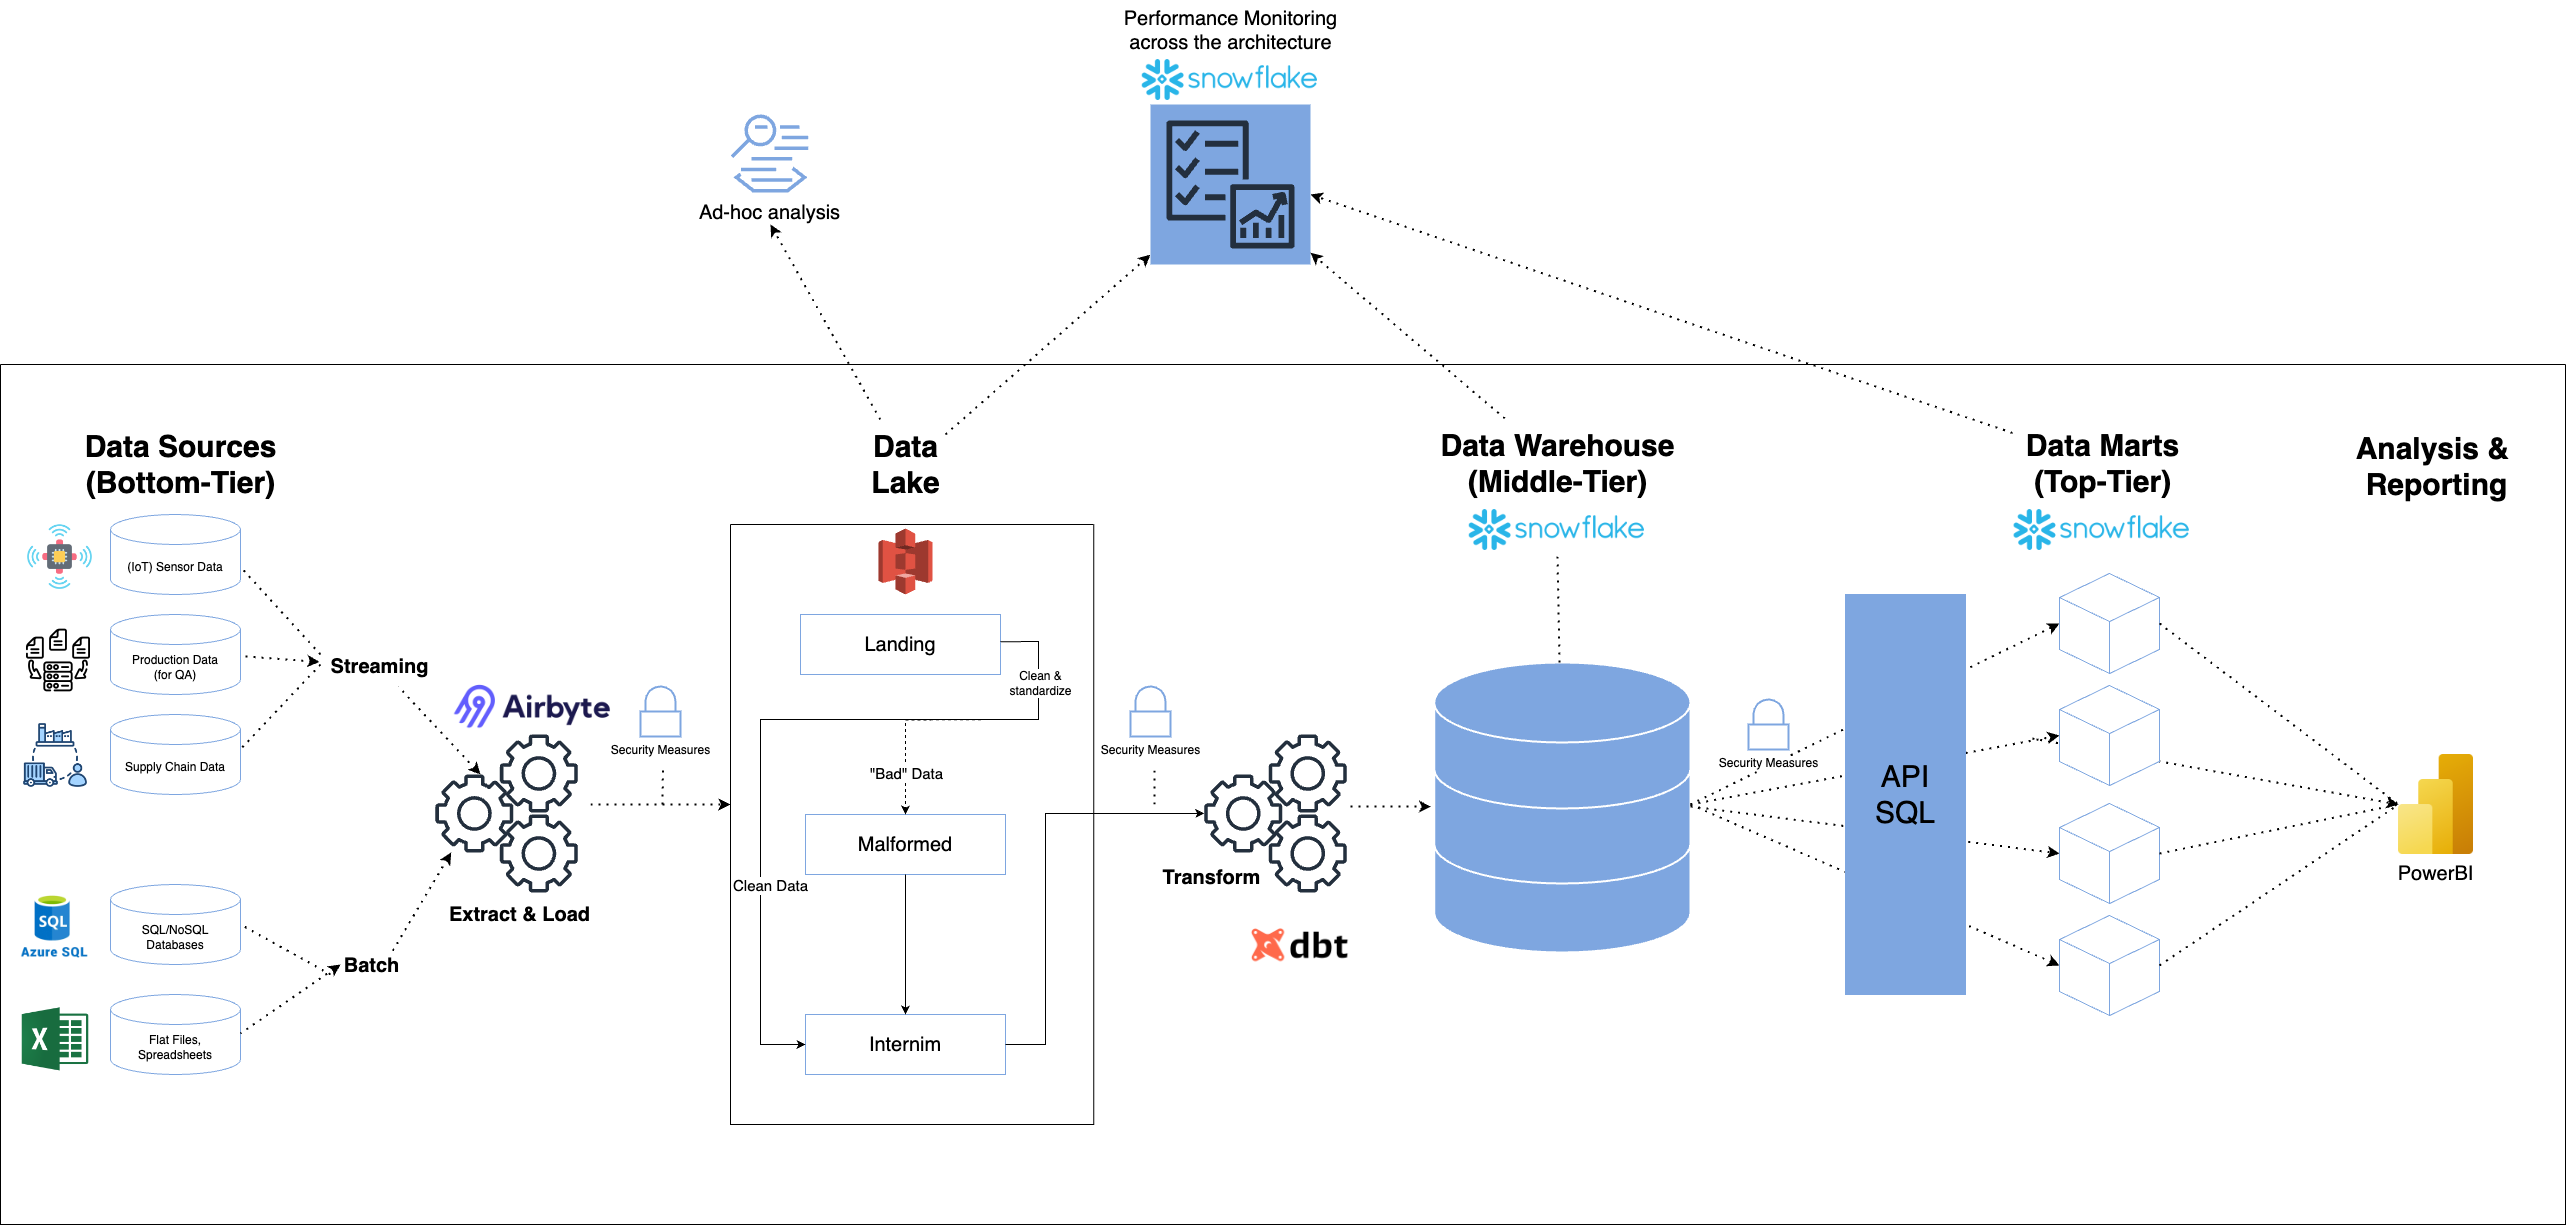 Performance Monitoring
across the architecture
snowflake
Ad-hoc analysis
Data Sources
(Bottom-Tier)
Data
Lake
Data Warehouse
(Middle-Tier)
snowflake
Data Marts
(Top-Tier)
snowflake
Analysis &
Reporting
(IoT) Sensor Data
Production Data
(for QA)
Supply Chain Data
Streaming
SQL
Azure SQL
SQL/NoSQL
Databases
X
Flat Files,
Spreadsheets
Batch
Airbyte
Extract & Load
Security Measures
Landing
Clean &
standardize
"Bad" Data
Malformed
Clean Data
Internim
Security Measures
Transform
dbt
Security Measures
API
SQL
PowerBI